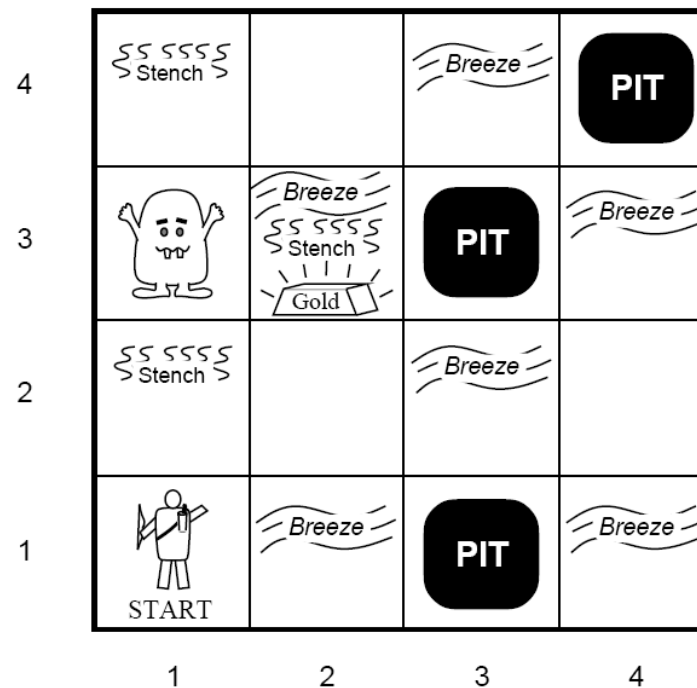 4
Stench
Breeze
PIT
3
Breeze
Stench
Gold
PIT
Breeze
2
Stench
Breeze
1
START
Breeze
PIT
Breeze
1 2 3 4